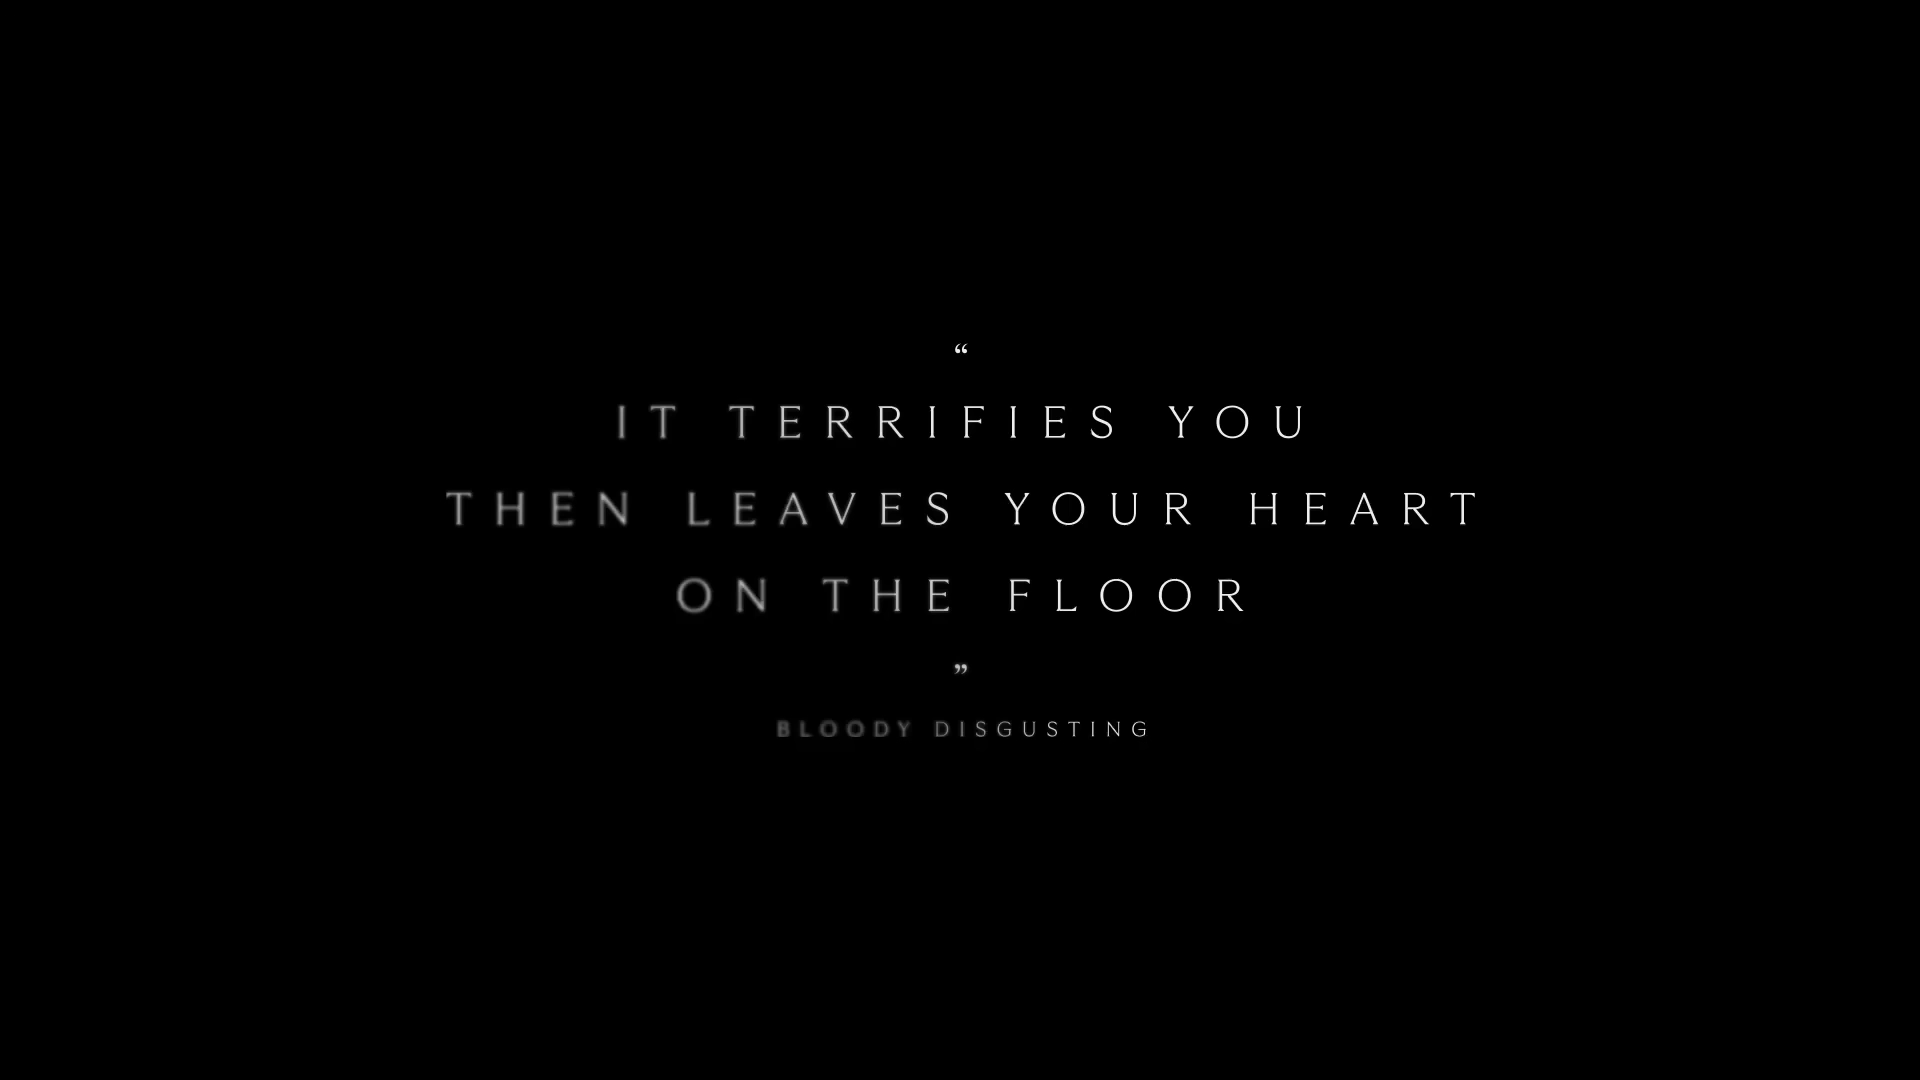 “
IT TERRIFIES YOU
THEN LEAVES YOUR HEART
ON THE FLOOR
”
BLOODY DISGUSTING